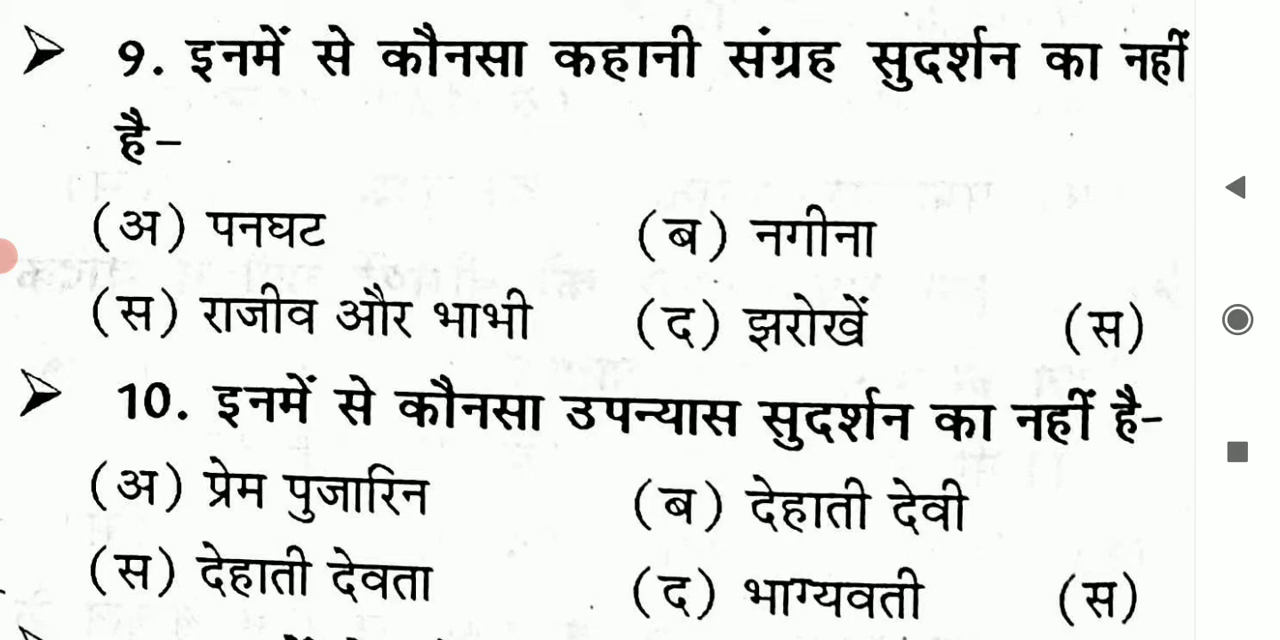 ➢ 9. इनमें से कौनसा कहानी संग्रह सुदर्शन का नहीं
है-
(अ) पनघट (ब) नगीना
(स) राजीव और भाभी (द) झरोखें (स)
➢ 10. इनमें से कौनसा उपन्यास सुदर्शन का नहीं है-
(अ) प्रेम पुजारिन (ब) देहाती देवी
(स) देहाती देवता (द) भाग्यवती (स)